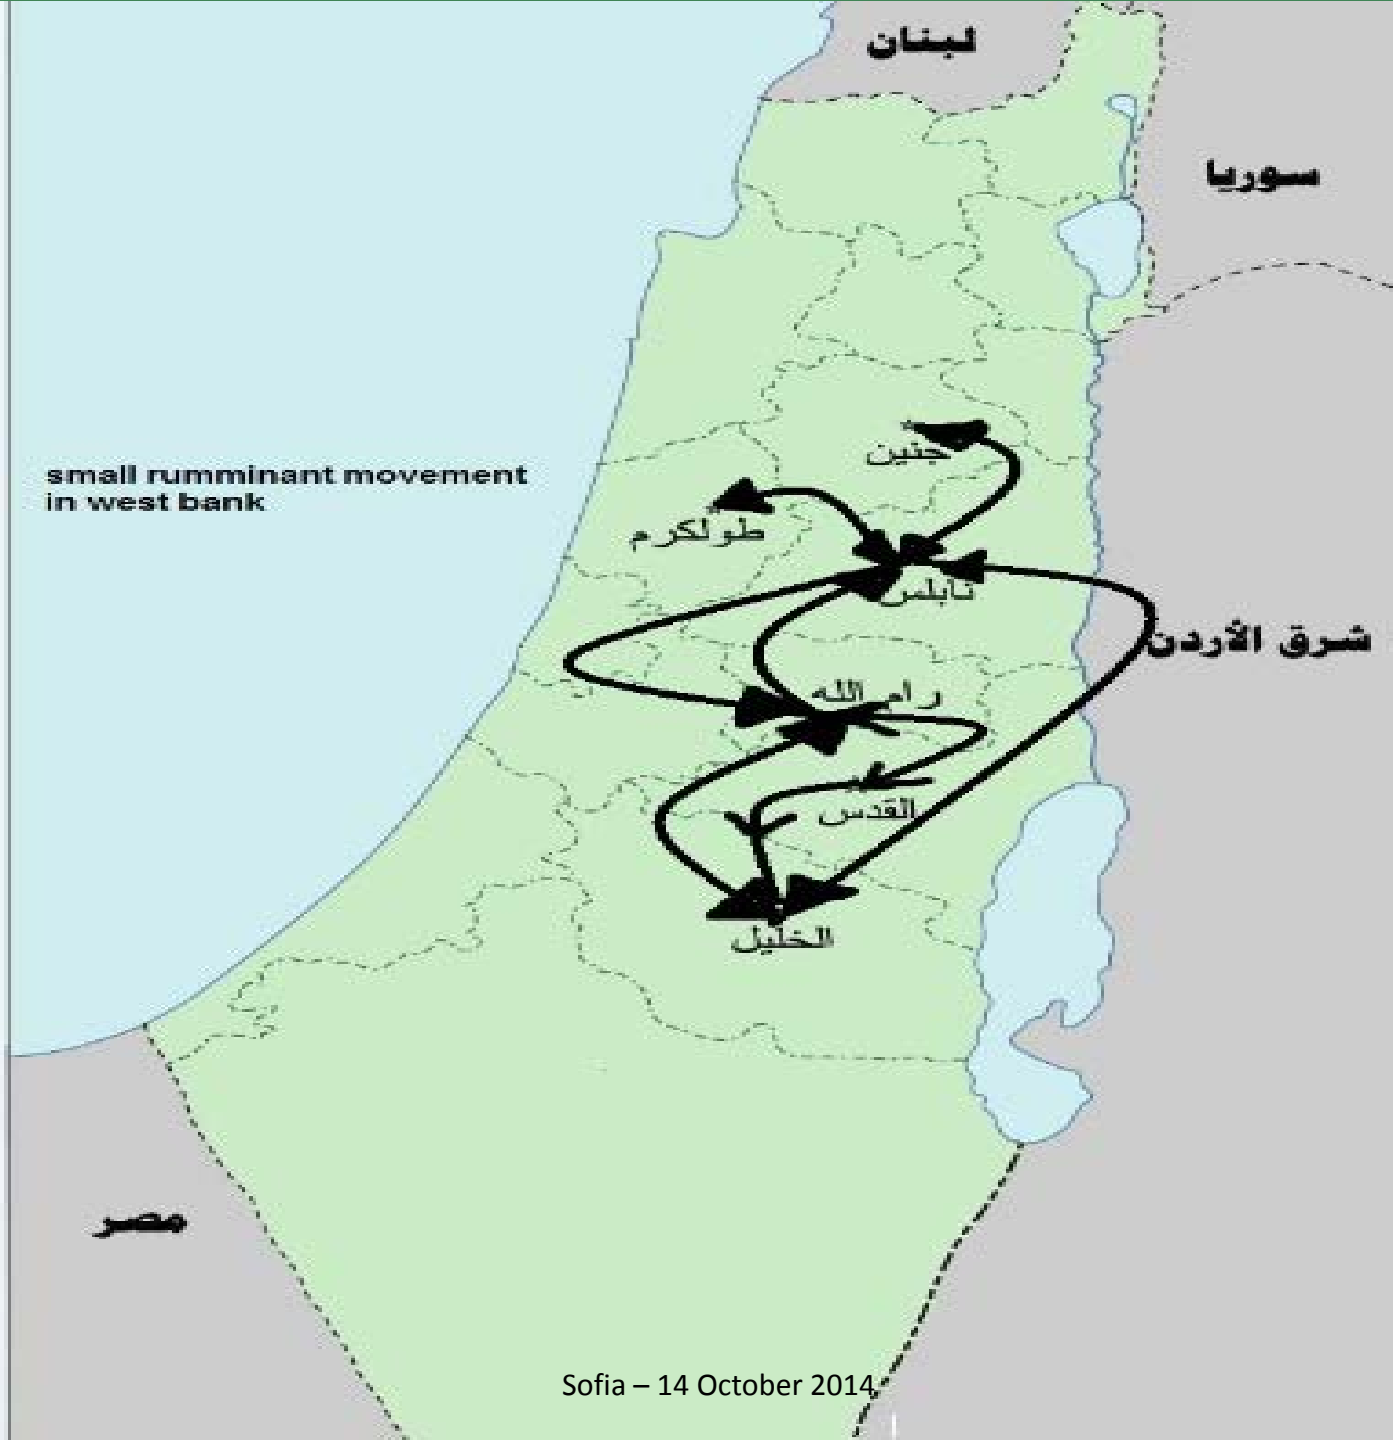 لبنان
سوريا
small rumminant movement
in west bank
جنين
طولكرم
نابلس
شرق الأردن
رام الله
القدس
الخليل
مصر
Sofia – 14 October 2014